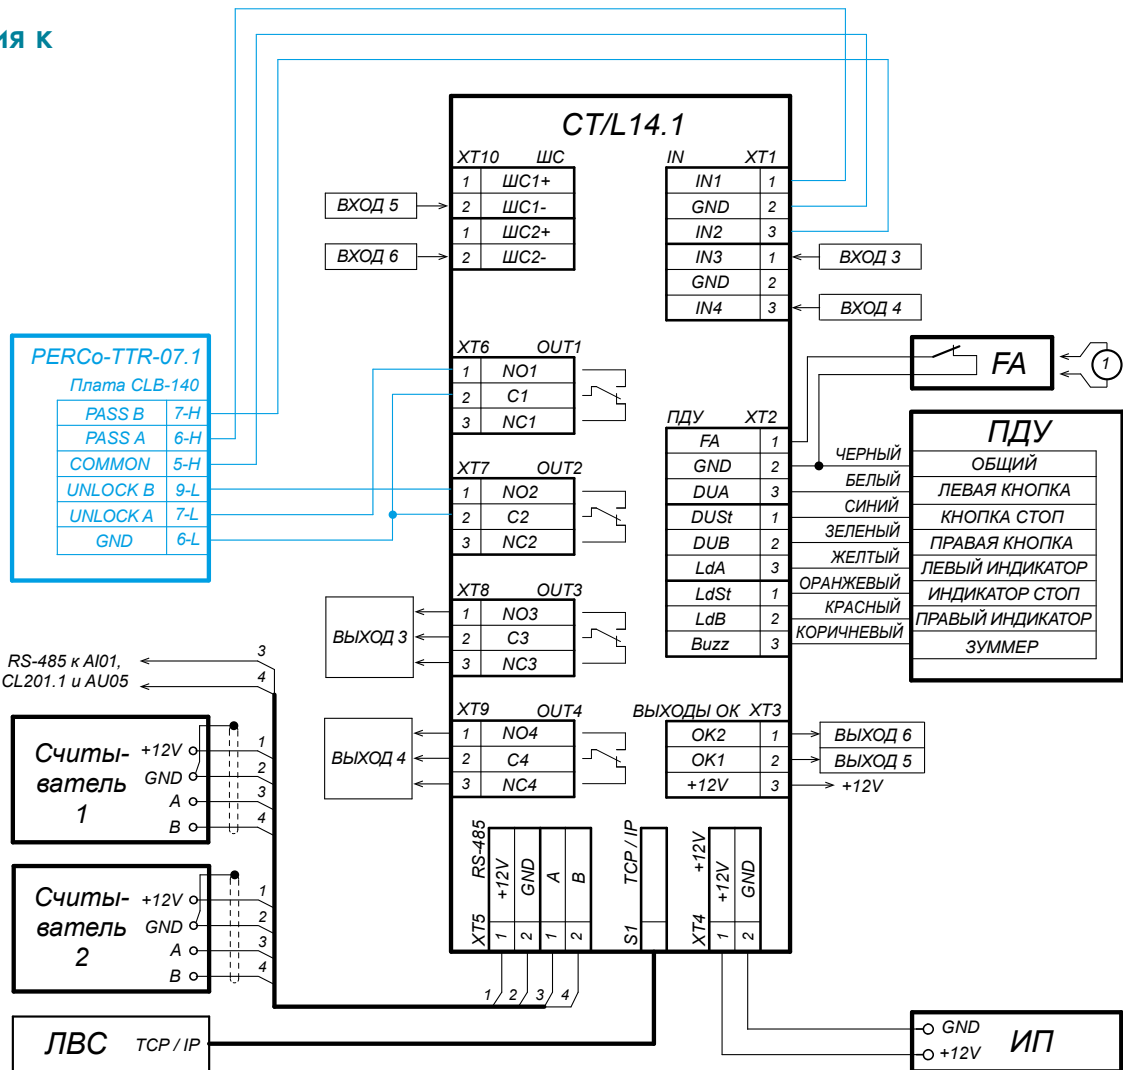 ия к
CT/L14.1
XT10 ШС
1 ШС1+
2 ШС1-
1 ШС2+
2 ШС2-
ВХОД 5
ВХОД 6
IN XT1
IN1 1
GND 2
IN2 3
IN3 1
GND 2
IN4 3
ВХОД 3
ВХОД 4
PERCo-TTR-07.1
Плата CLB-140
PASS B 7-H
PASS A 6-H
COMMON 5-H
UNLOCK B 9-L
UNLOCK A 7-L
GND 6-L
XT6 OUT1
1 NO1
2 C1
3 NC1
XT7 OUT2
1 NO2
2 C2
3 NC2
XT8 OUT3
1 NO3
2 C3
3 NC3
ВЫХОД 3
XT9 OUT4
1 NO4
2 C4
3 NC4
ВЫХОД 4
FA
1
ПДУ XT2
FA 1
GND 2
DUA 3
DUSt 1
DUB 2
LdA 3
LdSt 1
LdB 2
Buzz 3
ЧЕРНЫЙ
БЕЛЫЙ
СИНИЙ
ЗЕЛЕНЫЙ
ЖЕЛТЫЙ
ОРАНЖЕВЫЙ
КРАСНЫЙ
КОРИЧНЕВЫЙ
ПДУ
ОБЩИЙ
ЛЕВАЯ КНОПКА
КНОПКА СТОП
ПРАВАЯ КНОПКА
ЛЕВЫЙ ИНДИКАТОР
ИНДИКАТОР СТОП
ПРАВЫЙ ИНДИКАТОР
ЗУММЕР
ВЫХОДЫ ОК XT3
OK2 1
OK1 2
+12V 3
ВЫХОД 6
ВЫХОД 5
+12V
RS-485 к AI01,
CL201.1 и AU05
3
4
Считы-
ватель
1
+12V 1
GND 2
A 3
B 4
Считы-
ватель
2
+12V 1
GND 2
A 3
B 4
XT5 RS-485
1 +12V
2 GND
1 A
2 B
1 2 3 4
S1 TCP / IP
XT4 +12V
1 +12V
2 GND
ЛВС TCP / IP
GND
+12V
ИП